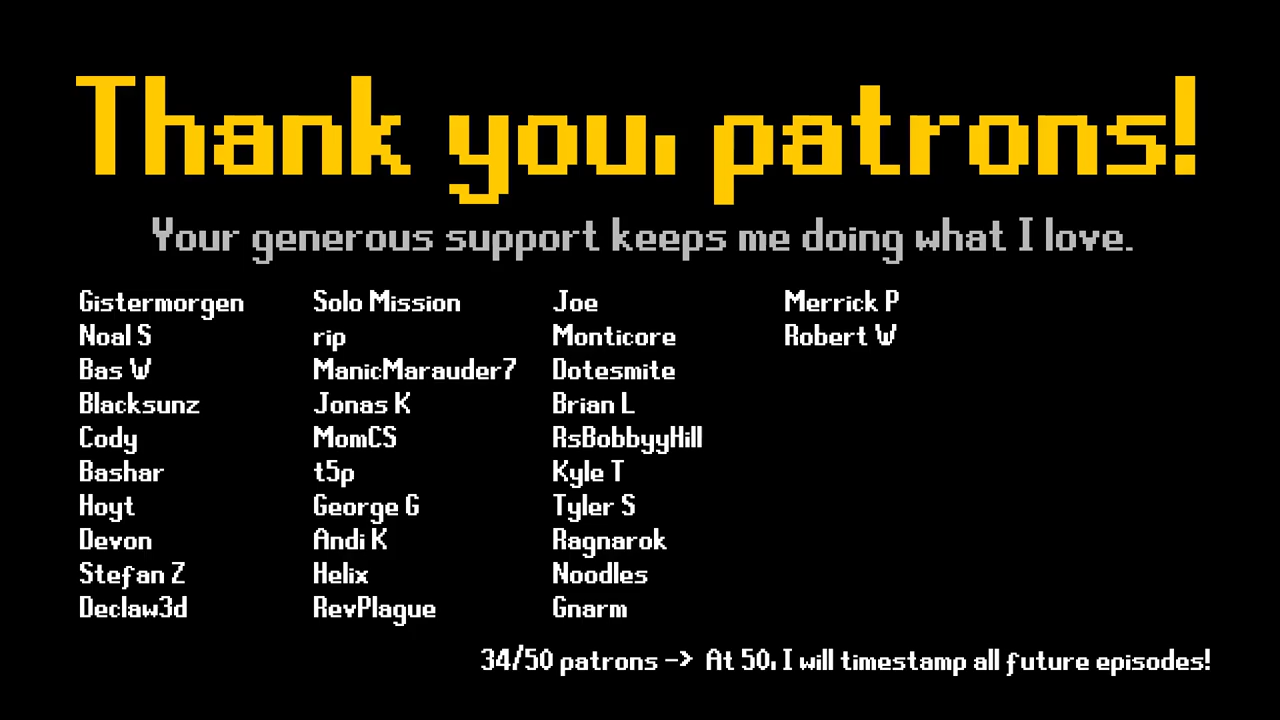 Thank you, patrons!
Your generous support keeps me doing what I love.
Gistermorgen
Noal S
Bas W
Blacksunz
Cody
Bashar
Hoyt
Devon
Stefan Z
Declaw3d
Solo Mission
rip
ManicMarauder7
Jonas K
MomCS
t5p
George G
Andi K
Helix
RevPlague
Joe
Monticore
Dotesmite
Brian L
RsBobbyyHill
Kyle T
Tyler S
Ragnarok
Noodles
Gnarm
Merrick P
Robert W
34/50 patrons -> At 50, I will timestamp all future episodes!